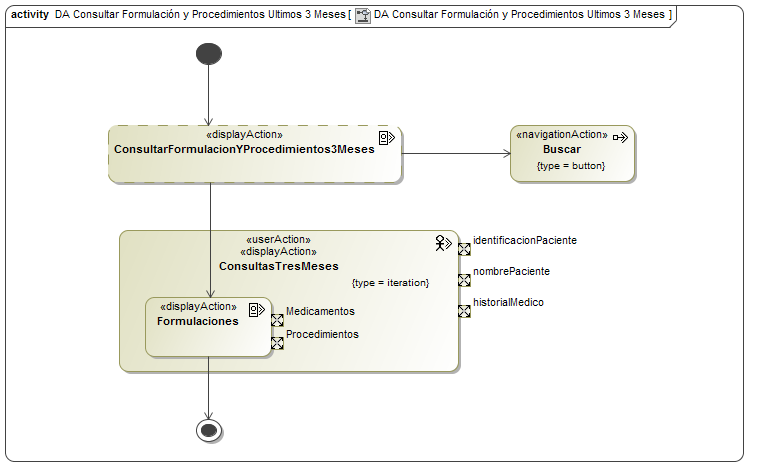 activity DA Consultar Formulación y Procedimientos Ultimos 3 Meses [ DA Consultar Formulación y Procedimientos Ultimos 3 Meses ]
«displayAction»
ConsultarFormulacionYProcedimientos3Meses
«navigationAction»
Buscar
{type = button}
«userAction»
«displayAction»
ConsultasTresMeses
{type = iteration}
identificacionPaciente
nombrePaciente
historialMedico
«displayAction»
Formulaciones
Medicamentos
Procedimientos